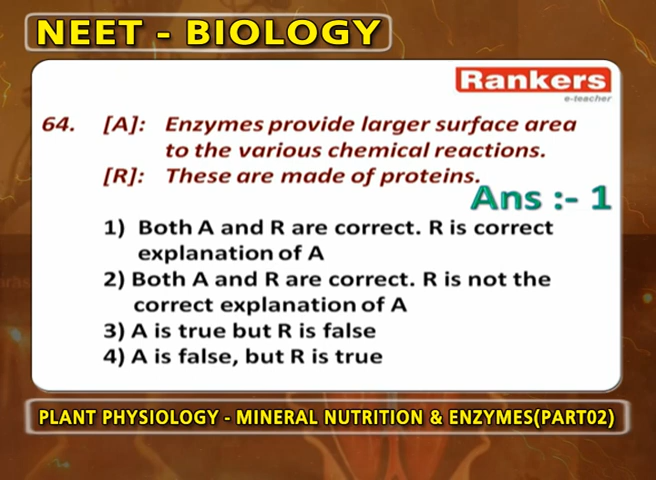 NEET - BIOLOGY
Rankers
e-teacher
64. [A]: Enzymes provide larger surface area
to the various chemical reactions.
[R]: These are made of proteins.
Ans :- 1
1) Both A and R are correct. R is correct
explanation of A
2) Both A and R are correct. R is not the
correct explanation of A
3) A is true but R is false
4) A is false, but R is true
PLANT PHYSIOLOGY - MINERAL NUTRITION & ENZYMES(PART02)